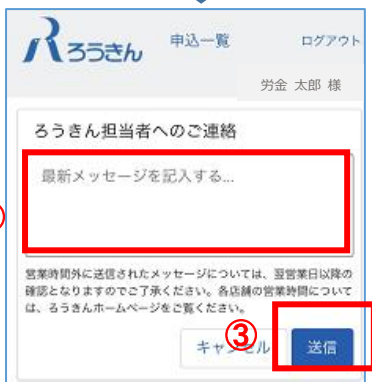 ろうきん 申込一覧 ログアウト
労金 太郎 様
ろうきん担当者へのご連絡
最新メッセージを記入する...
営業時間外に送信されたメッセージについては、翌営業日以降の
確認となりますのでご了承ください。各店舗の営業時間について
は、ろうきんホームページをご覧ください。
キャンセル ③ 送信